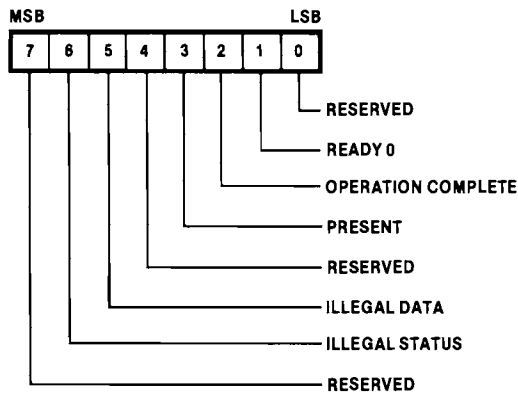 MSB LSB
7 6 5 4 3 2 1 0
RESERVED
READY 0
OPERATION COMPLETE
PRESENT
RESERVED
ILLEGAL DATA
ILLEGAL STATUS
RESERVED